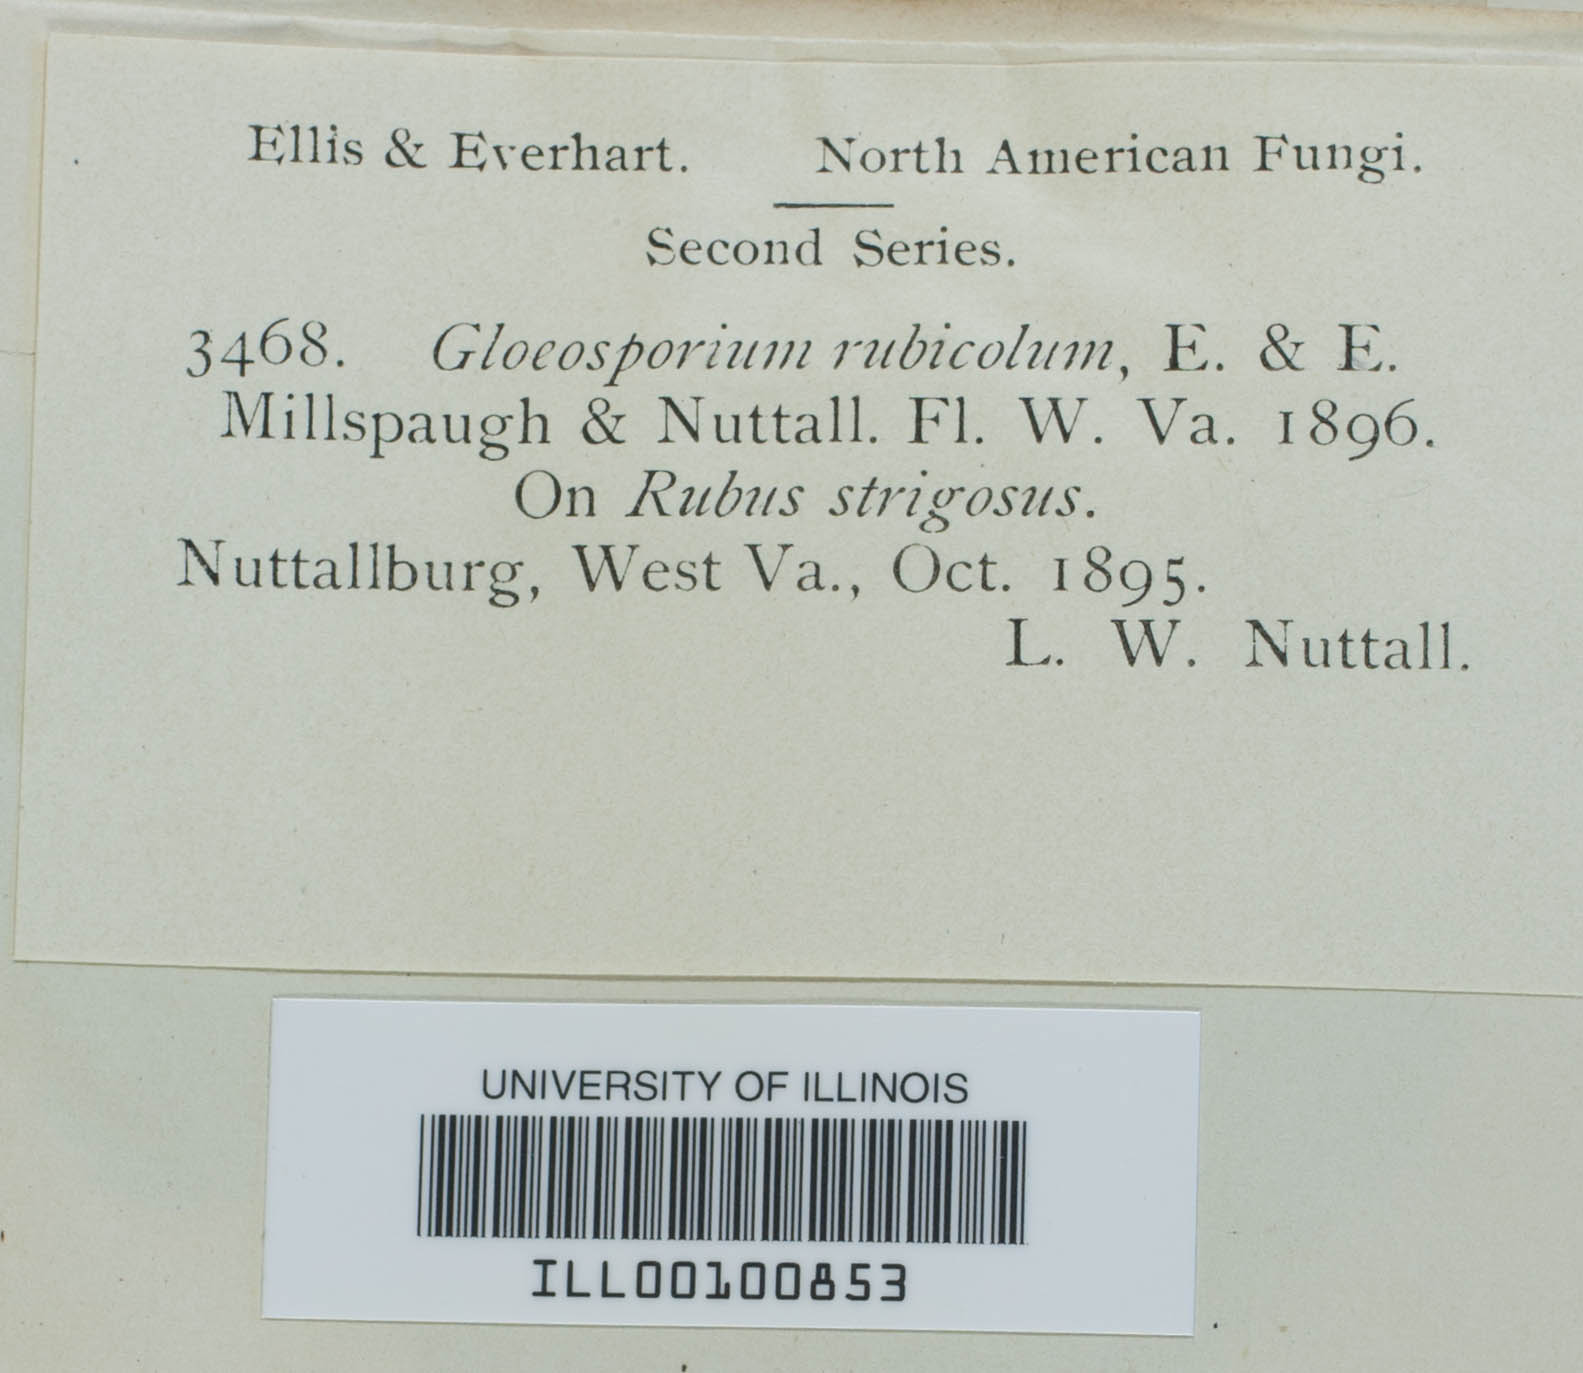 Ellis & Everhart. North American Fungi.
Second Series.
3468. Gloeosporium rubicolum, E. & E.
Millspaugh & Nuttall. Fl. W. Va. 1896.
On Rubus strigosus.
Nuttallburg, West Va., Oct. 1895.
L. W. Nuttall.
UNIVERSITY OF ILLINOIS
ILL00100853